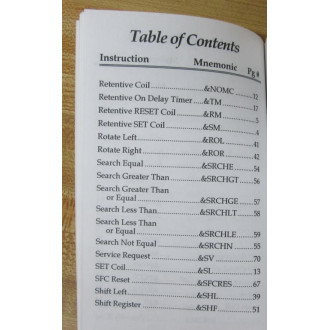 Table of Contents
Instruction Mnemonic Pg #
Retentive Coil ..............&NOMC .......... 11
Retentive On Delay Timer ....&TM ............... 17
Retentive RESET Coil ........&RM ............... 5
Retentive SET Coil ..........&SM ................ 4
Rotate Left .................&ROL .............. 41
Rotate Right ................&ROR ............. 42
Search Equal ................&SRCHE .......... 54
Search Greater Than .........&SRCHGT ....... 56
Search Greater Than
or Equal ....................&SRCHGE ....... 57
Search Less Than ............&SRCHLT ........ 58
Search Less Than
or Equal ....................&SRCHLE ........ 59
Search Not Equal ............&SRCHN ......... 55
Service Request .............&SV ................ 70
SET Coil ....................&SL ................. 13
SFC Reset ...................&SFCRES ......... 67
Shift Left ..................&SHL .............. 39
Shift Register ..............&SHF .............. 51